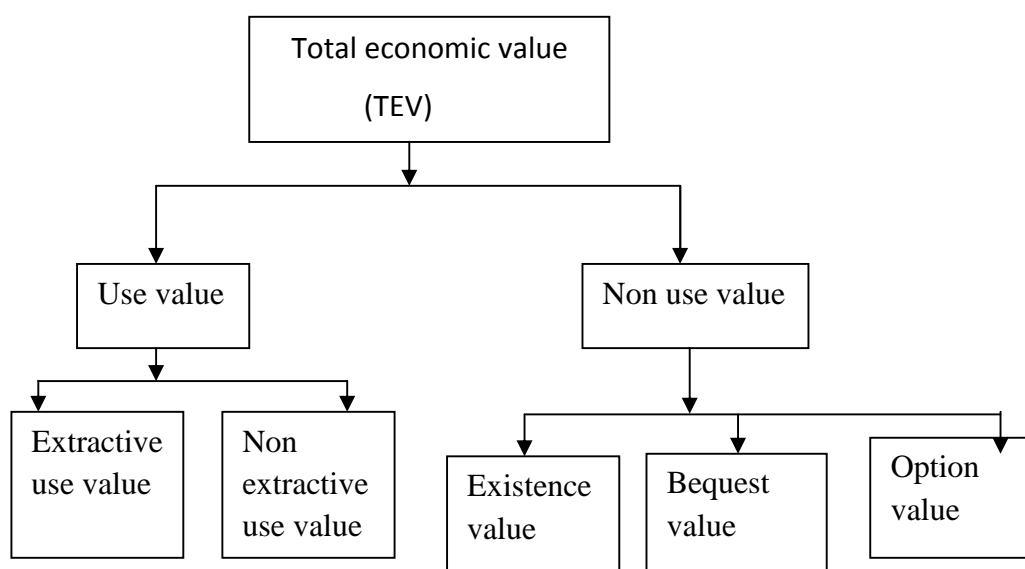 Total economic value
(TEV)
Use value
Non use value
Extractive
use value
Non
extractive
use value
Existence
value
Bequest
value
Option
value